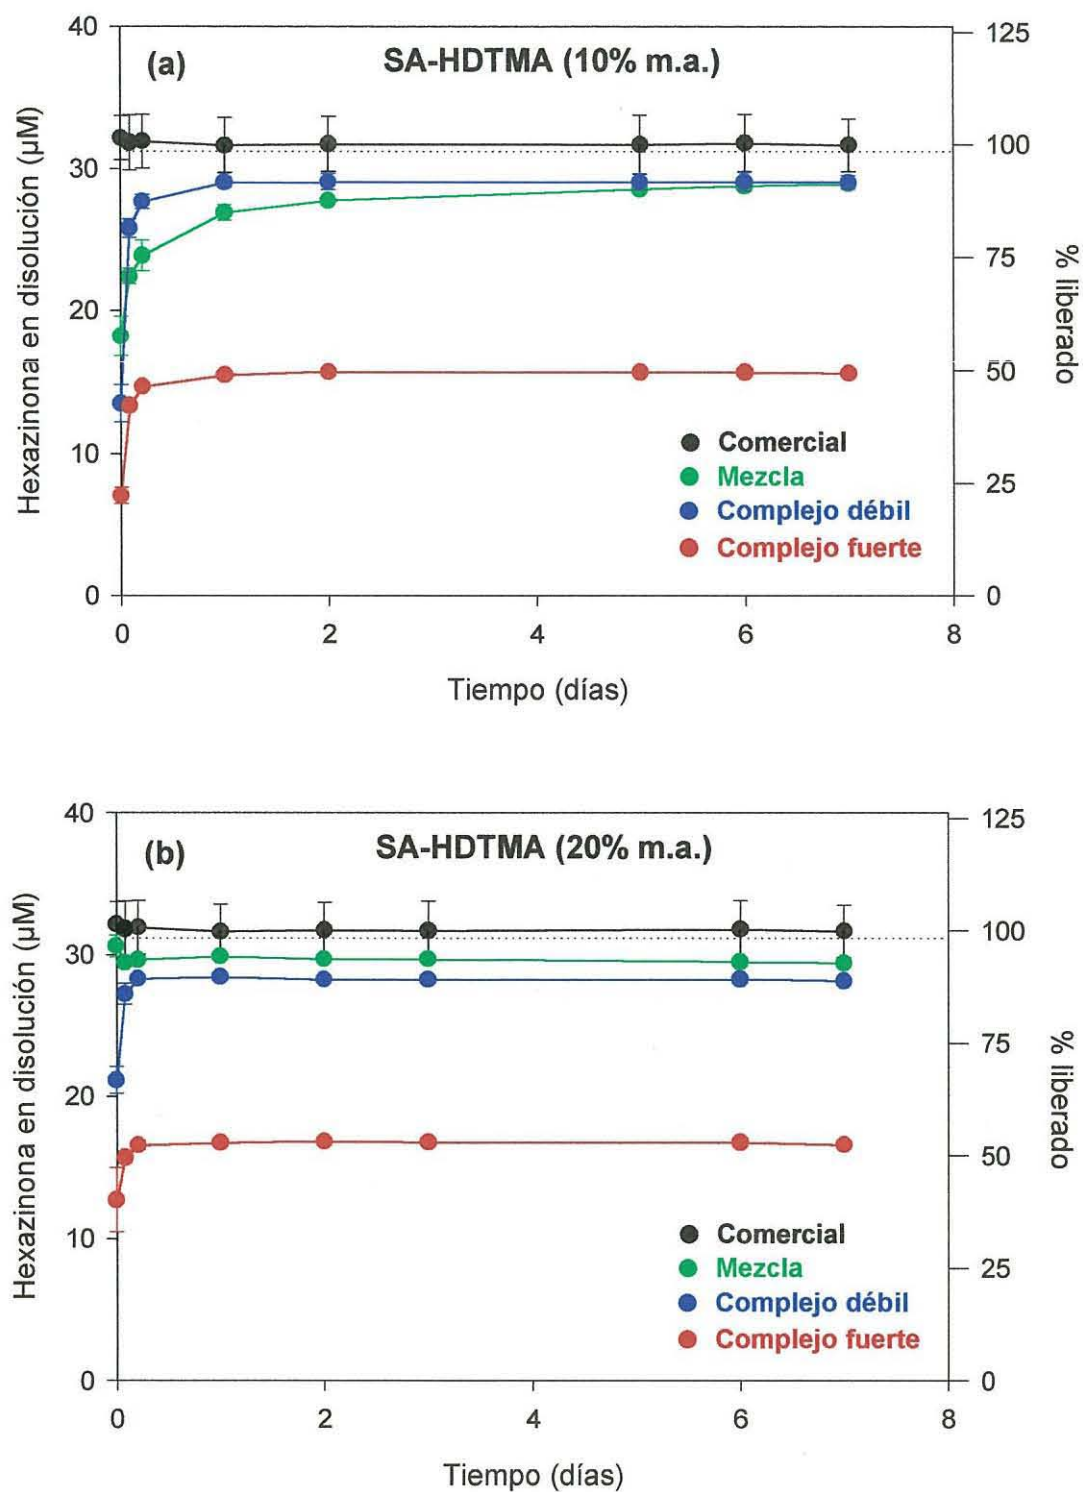 (a)
SA-HDTMA (10% m.a.)
Hexazinona en disolución (µM)
40
30
20
10
0
% liberado
125
100
75
50
25
0
Comercial
Mezcla
Complejo débil
Complejo fuerte
0 2 4 6 8
Tiempo (días)
(b)
SA-HDTMA (20% m.a.)
Hexazinona en disolución (µM)
40
30
20
10
0
% liberado
125
100
75
50
25
0
Comercial
Mezcla
Complejo débil
Complejo fuerte
0 2 4 6 8
Tiempo (días)